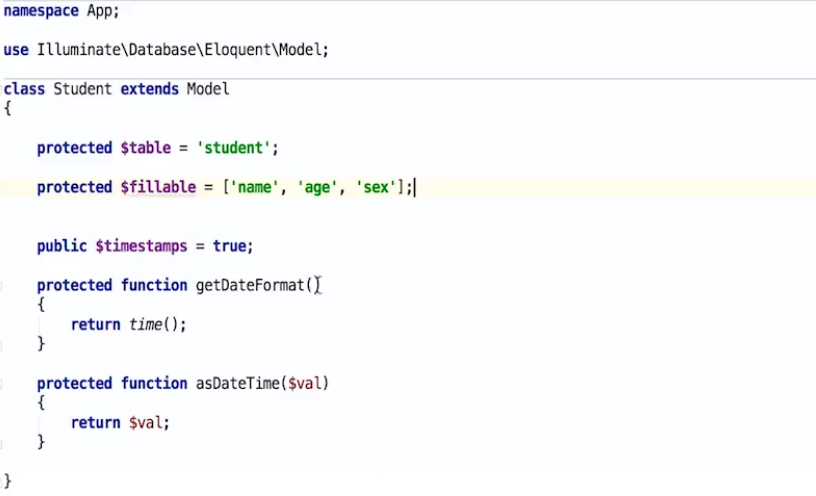 namespace App;
use Illuminate\Database\Eloquent\Model;
class Student extends Model
{
protected $table = 'student';
protected $fillable = ['name', 'age', 'sex'];
public $timestamps = true;
protected function getDateFormat()
{
return time();
}
protected function asDateTime($val)
{
return $val;
}
}